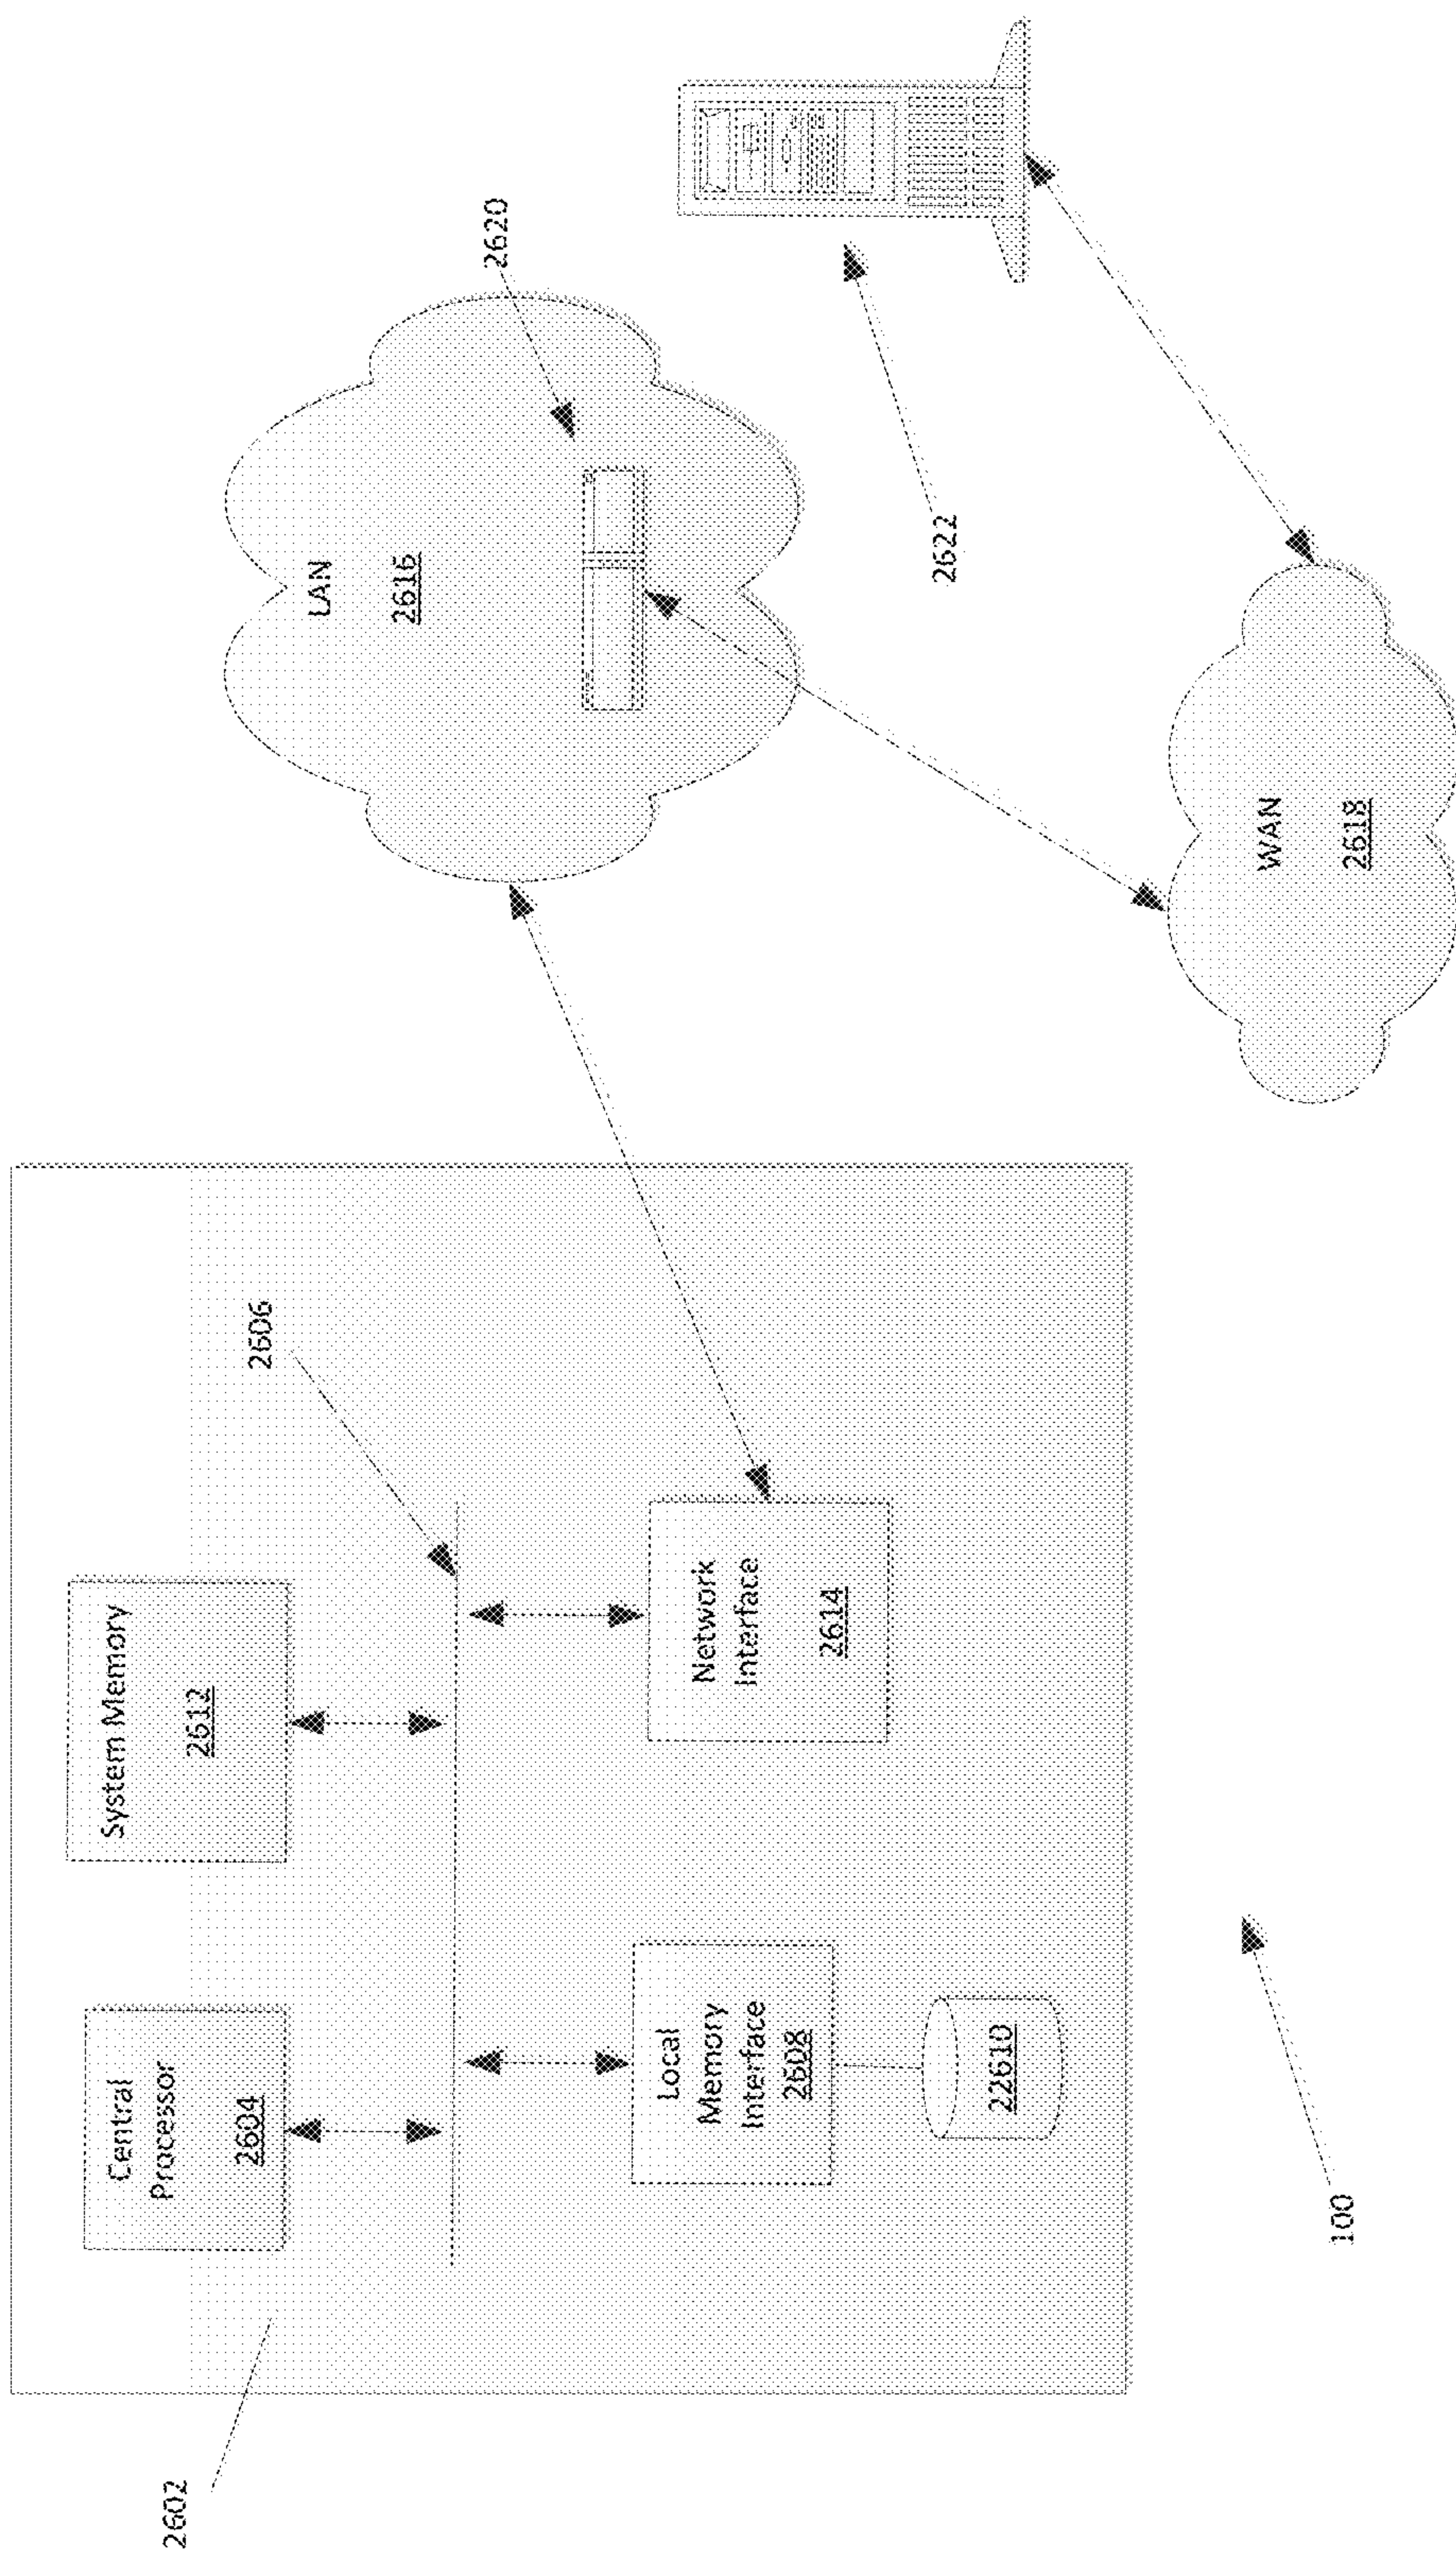 2602
Central
Processor
2604
System Memory
2612
2606
Local
Memory
Interface
2608
22610
Network
Interface
2614
100
LAN
2616
2620
2622
WAN
2618